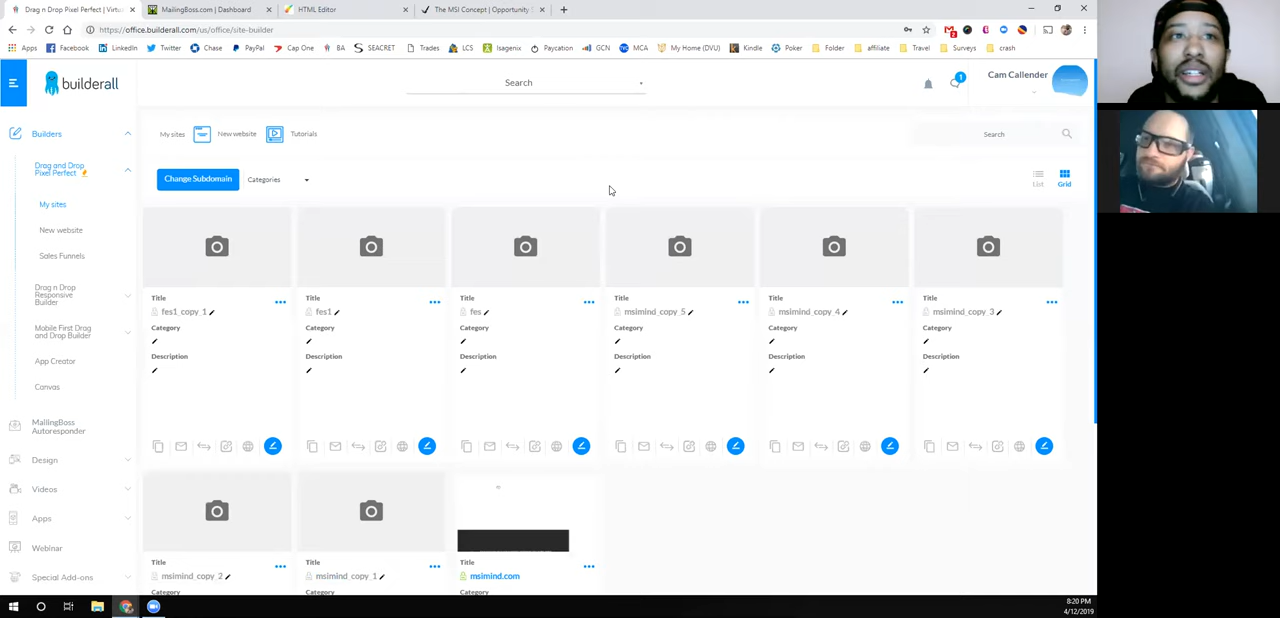 Drag n Drop Pixel Perfect | Virtu
MailingBoss.com | Dashboard
HTML Editor
The MSI Concept | Opportunity S
https://office.builderall.com/us/office/site-builder
Apps
Facebook
LinkedIn
Twitter
Chase
PayPal
Cap One
BA
SEACRET
Trades
LCS
Isagenix
Paycation
GCN
MCA
My Home (DVU)
Kindle
Poker
Folder
affiliate
Travel
Surveys
crash
builderall
Search
1
Cam Callender
Builders
Drag and Drop
Pixel Perfect
My sites
New website
Sales Funnels
Drag n Drop
Responsive
Builder
Mobile First Drag
and Drop Builder
App Creator
Canvas
MailingBoss
Autoresponder
Design
Videos
Apps
Webinar
Special Add-ons
My sites
New website
Tutorials
Search
Change Subdomain
Categories
List
Grid
Title
fes1_copy_1
Category
Description
Title
fes1
Category
Description
Title
fes
Category
Description
Title
msimind_copy_5
Category
Description
Title
msimind_copy_4
Category
Description
Title
msimind_copy_3
Category
Description
Title
msimind_copy_2
Category
Title
msimind_copy_1
Category
Title
msimind.com
Category
8:20 PM
4/12/2019